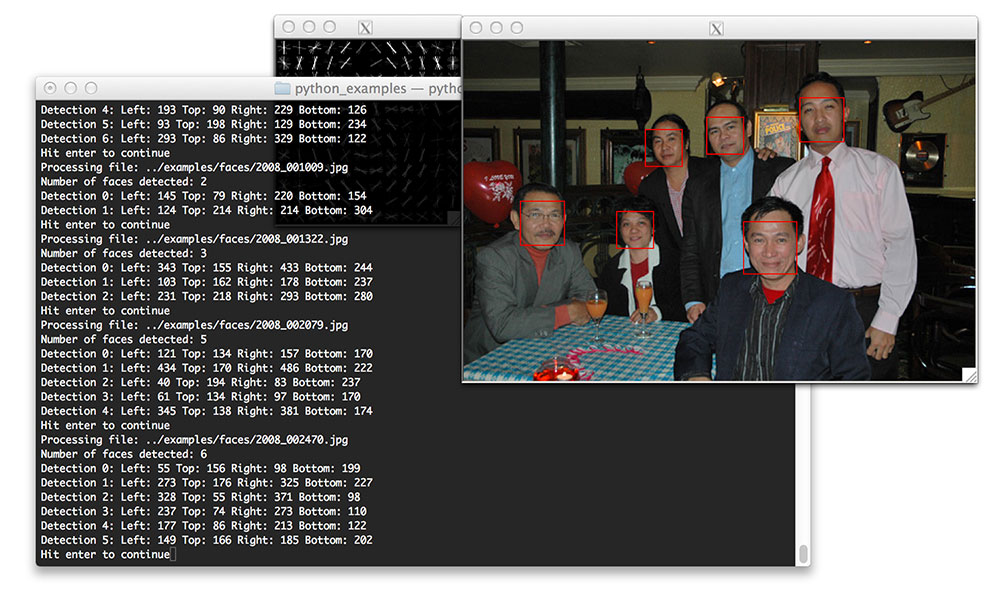 python_examples — pytho
Detection 4: Left: 193 Top: 90 Right: 229 Bottom: 126
Detection 5: Left: 93 Top: 198 Right: 129 Bottom: 234
Detection 6: Left: 293 Top: 86 Right: 329 Bottom: 122
Hit enter to continue
Processing file: ../examples/faces/2008_001009.jpg
Number of faces detected: 2
Detection 0: Left: 145 Top: 79 Right: 220 Bottom: 154
Detection 1: Left: 124 Top: 214 Right: 214 Bottom: 304
Hit enter to continue
Processing file: ../examples/faces/2008_001322.jpg
Number of faces detected: 3
Detection 0: Left: 343 Top: 155 Right: 433 Bottom: 244
Detection 1: Left: 103 Top: 162 Right: 178 Bottom: 237
Detection 2: Left: 231 Top: 218 Right: 293 Bottom: 280
Hit enter to continue
Processing file: ../examples/faces/2008_002079.jpg
Number of faces detected: 5
Detection 0: Left: 121 Top: 134 Right: 157 Bottom: 170
Detection 1: Left: 434 Top: 170 Right: 486 Bottom: 222
Detection 2: Left: 40 Top: 194 Right: 83 Bottom: 237
Detection 3: Left: 61 Top: 134 Right: 97 Bottom: 170
Detection 4: Left: 345 Top: 138 Right: 381 Bottom: 174
Hit enter to continue
Processing file: ../examples/faces/2008_002470.jpg
Number of faces detected: 6
Detection 0: Left: 55 Top: 156 Right: 98 Bottom: 199
Detection 1: Left: 273 Top: 176 Right: 325 Bottom: 227
Detection 2: Left: 328 Top: 55 Right: 371 Bottom: 98
Detection 3: Left: 237 Top: 74 Right: 273 Bottom: 110
Detection 4: Left: 177 Top: 86 Right: 213 Bottom: 122
Detection 5: Left: 149 Top: 166 Right: 185 Bottom: 202
Hit enter to continue
X
X
POLICE